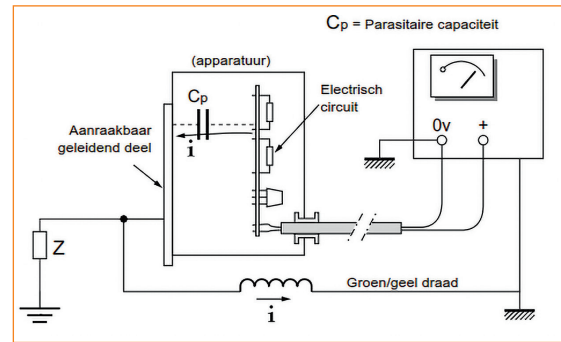 Cp = Parasitaire capaciteit
(apparatuur)
Cp
Electrisch
circuit
Aanraakbaar
geleidend deel
i
0v +
Z
Groen/geel draad
i